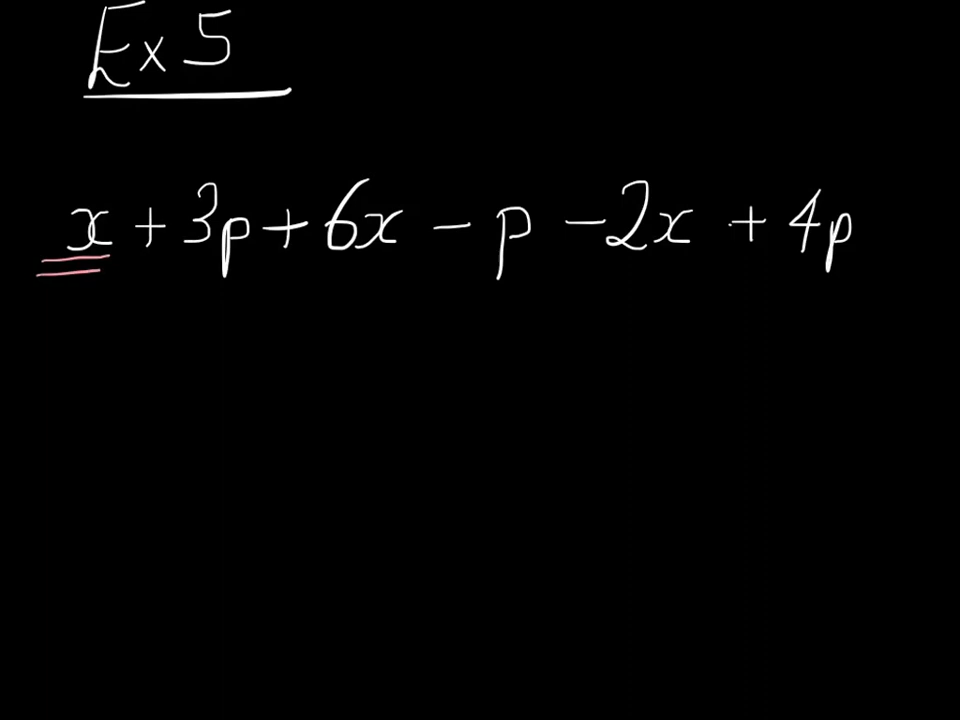 Ex 5
x + 3p + 6x - p - 2x + 4p